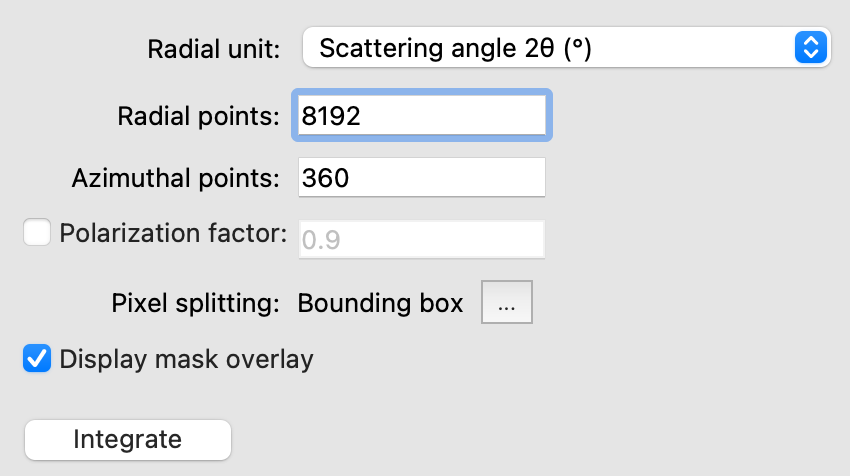 Radial unit: Scattering angle 2θ (°)
Radial points: 8192
Azimuthal points: 360
Polarization factor: 0.9
Pixel splitting: Bounding box ...
Display mask overlay
Integrate